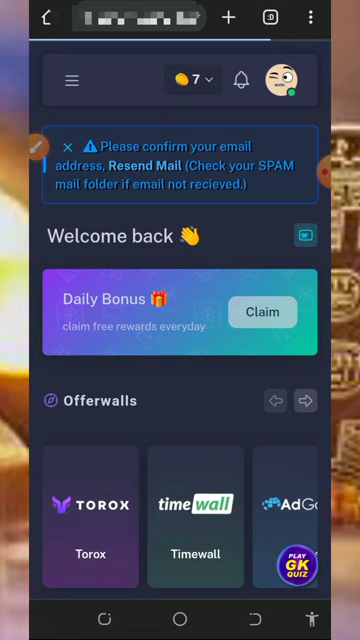 :D
7
Please confirm your email
address, Resend Mail (Check your SPAM
mail folder if email not recieved.)
Welcome back
Daily Bonus
claim free rewards everyday
Claim
Offerwalls
TOROX
timewall
AdG
Torox
Timewall
PLAY
GK
QUIZ